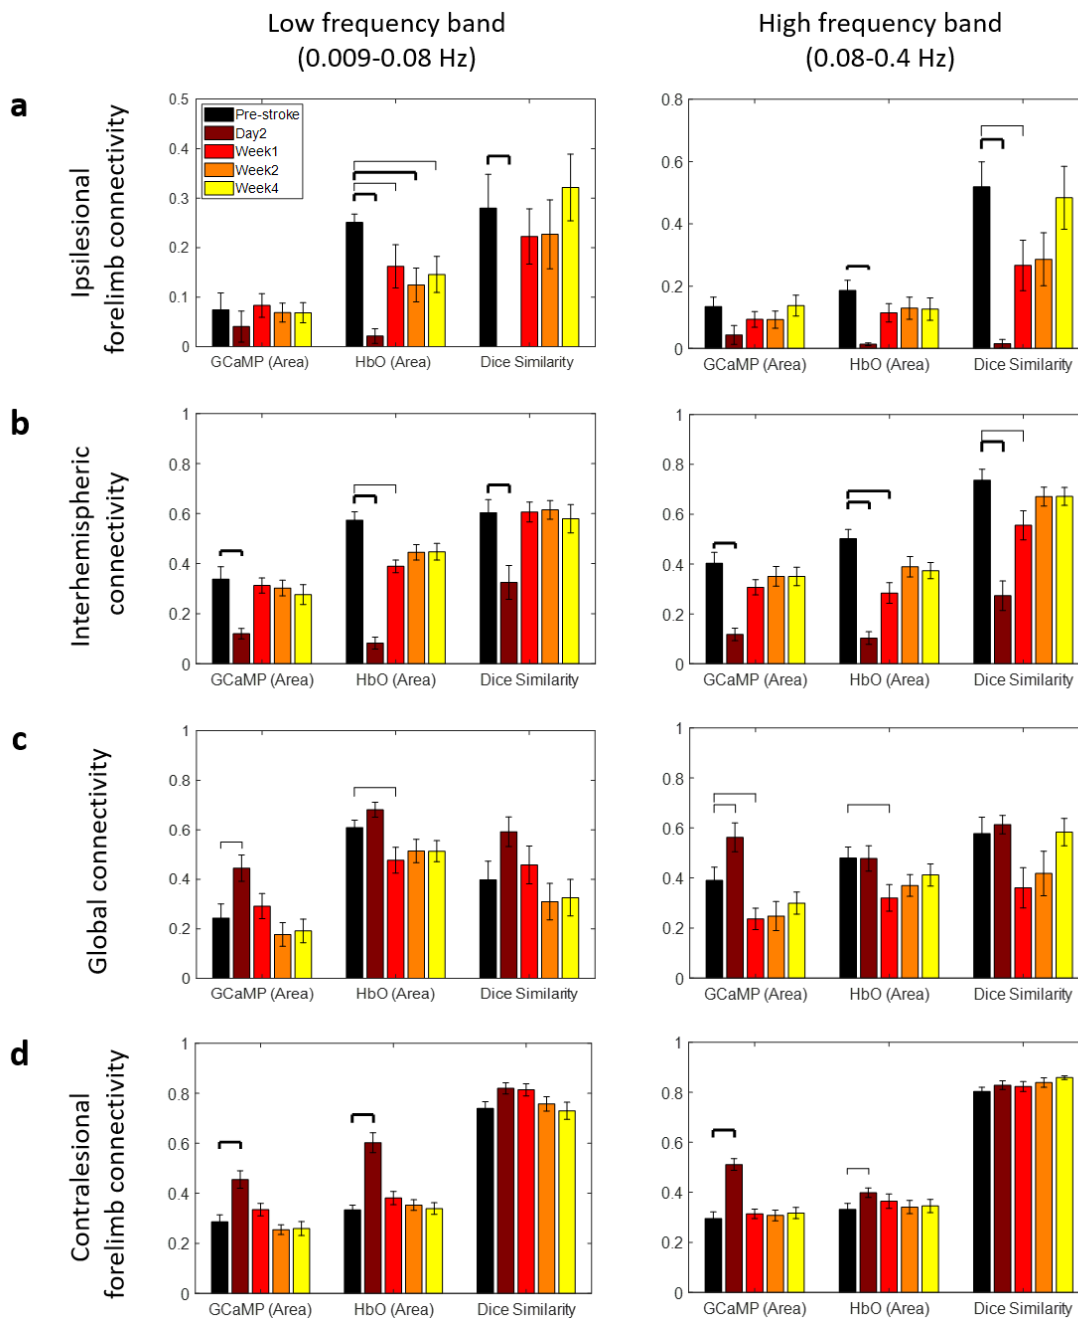 Low frequency band
(0.009-0.08 Hz)
High frequency band
(0.08-0.4 Hz)
a
Ipsilesional
forelimb connectivity
0.5
0.4
0.3
0.2
0.1
0
Pre-stroke
Day2
Week1
Week2
Week4
GCaMP (Area)
HbO (Area)
Dice Similarity
0.8
0.6
0.4
0.2
0
GCaMP (Area)
HbO (Area)
Dice Similarity
b
Interhemispheric
connectivity
1
0.8
0.6
0.4
0.2
0
GCaMP (Area)
HbO (Area)
Dice Similarity
1
0.8
0.6
0.4
0.2
0
GCaMP (Area)
HbO (Area)
Dice Similarity
c
Global connectivity
1
0.8
0.6
0.4
0.2
0
GCaMP (Area)
HbO (Area)
Dice Similarity
1
0.8
0.6
0.4
0.2
0
GCaMP (Area)
HbO (Area)
Dice Similarity
d
Contralesional
forelimb connectivity
1
0.8
0.6
0.4
0.2
0
GCaMP (Area)
HbO (Area)
Dice Similarity
1
0.8
0.6
0.4
0.2
0
GCaMP (Area)
HbO (Area)
Dice Similarity